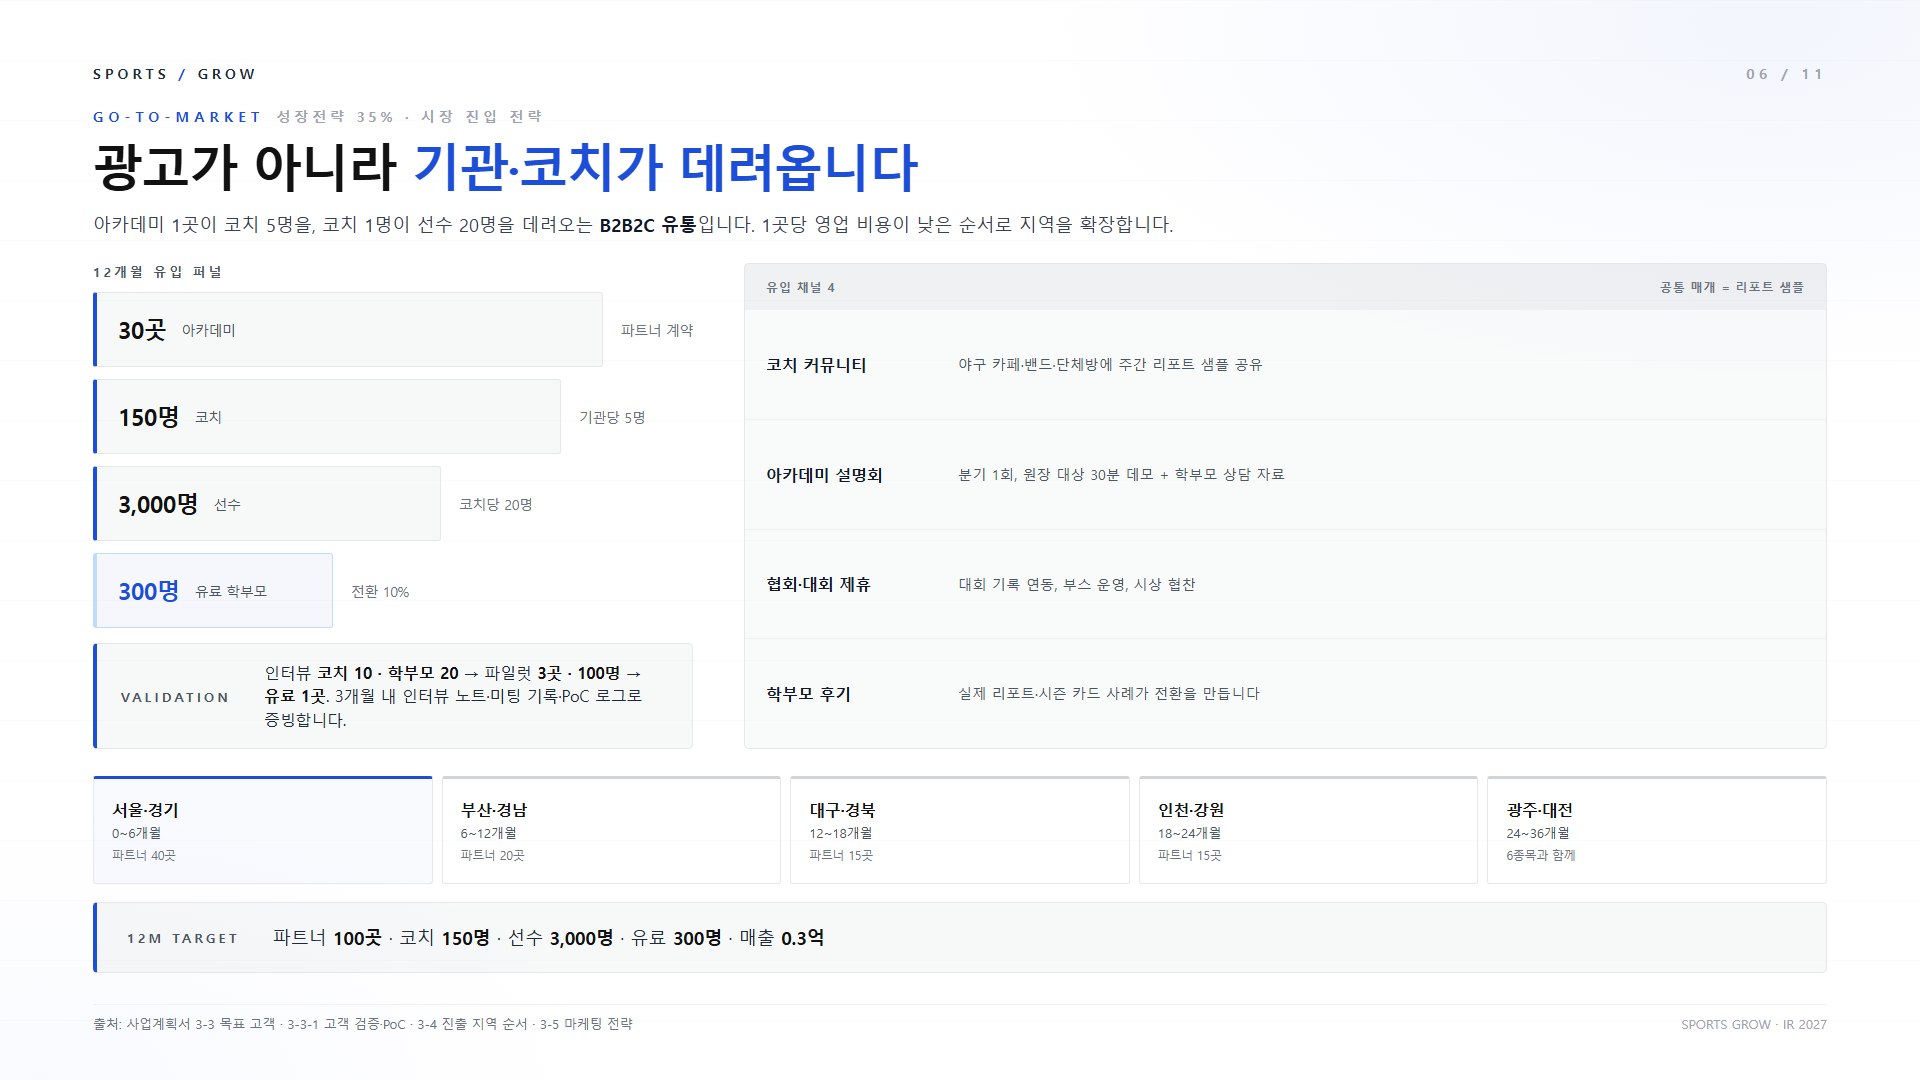 SPORTS / GROW
06 / 11
GO-TO-MARKET 성장전략 35% · 시장 진입 전략
광고가 아니라 기관·코치가 데려옵니다
아카데미 1곳이 코치 5명을, 코치 1명이 선수 20명을 데려오는 B2B2C 유통입니다. 1곳당 영업 비용이 낮은 순서로 지역을 확장합니다.
12개월 유입 퍼널
30곳 아카데미
파트너 계약
150명 코치
기관당 5명
3,000명 선수
코치당 20명
300명 유료 학부모
전환 10%
VALIDATION
인터뷰 코치 10 · 학부모 20 → 파일럿 3곳 · 100명 →
유료 1곳. 3개월 내 인터뷰 노트·미팅 기록·PoC 로그로
증빙합니다.
유입 채널 4
공통 매개 = 리포트 샘플
코치 커뮤니티
야구 카페·밴드·단체방에 주간 리포트 샘플 공유
아카데미 설명회
분기 1회, 원장 대상 30분 데모 + 학부모 상담 자료
협회·대회 제휴
대회 기록 연동, 부스 운영, 시상 협찬
학부모 후기
실제 리포트·시즌 카드 사례가 전환을 만듭니다
서울·경기
0~6개월
파트너 40곳
부산·경남
6~12개월
파트너 20곳
대구·경북
12~18개월
파트너 15곳
인천·강원
18~24개월
파트너 15곳
광주·대전
24~36개월
6종목과 함께
12M TARGET
파트너 100곳 · 코치 150명 · 선수 3,000명 · 유료 300명 · 매출 0.3억
출처: 사업계획서 3-3 목표 고객 · 3-3-1 고객 검증·PoC · 3-4 진출 지역 순서 · 3-5 마케팅 전략
SPORTS GROW · IR 2027